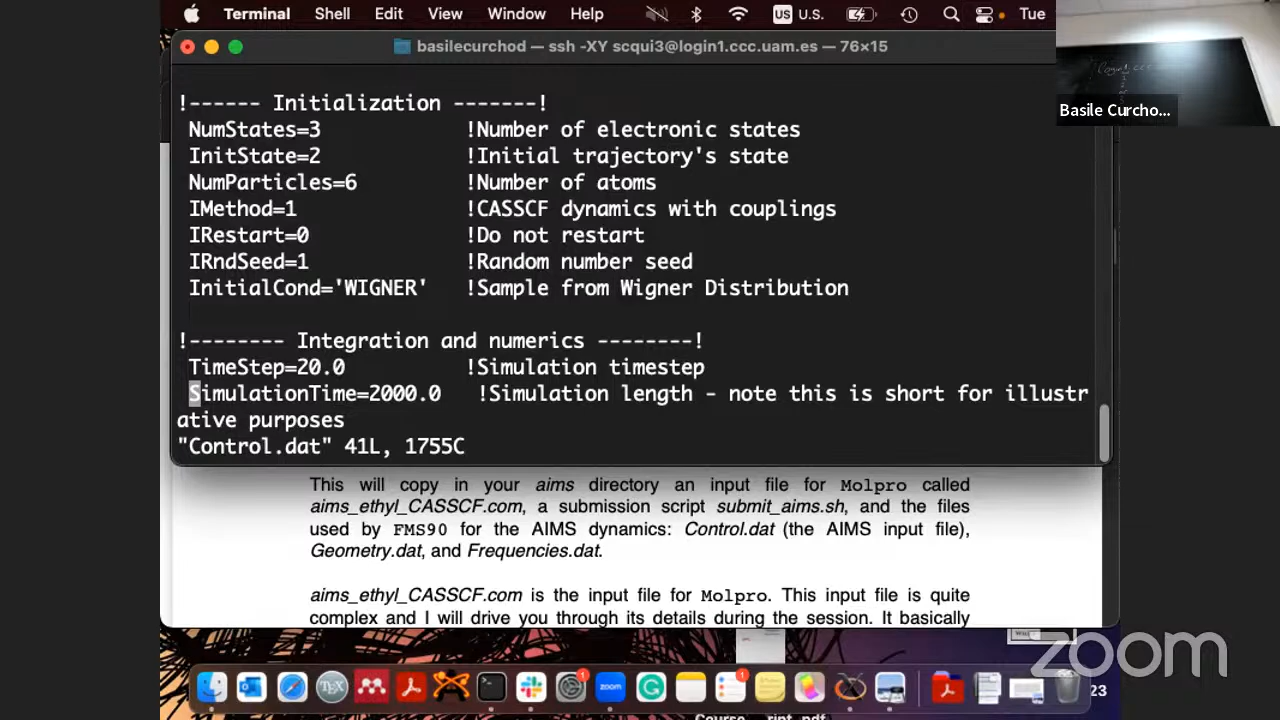 Terminal Shell Edit View Window Help US U.S. Tue
basilecurchod — ssh -XY scqui3@login1.ccc.uam.es — 76×15
Basile Curcho...
!------ Initialization -------!
NumStates=3 !Number of electronic states
InitState=2 !Initial trajectory's state
NumParticles=6 !Number of atoms
IMethod=1 !CASSCF dynamics with couplings
IRestart=0 !Do not restart
IRndSeed=1 !Random number seed
InitialCond='WIGNER' !Sample from Wigner Distribution
!-------- Integration and numerics --------!
TimeStep=20.0 !Simulation timestep
SimulationTime=2000.0 !Simulation length - note this is short for illustr
ative purposes
"Control.dat" 41L, 1755C
This will copy in your aims directory an input file for Molpro called
aims_ethyl_CASSCF.com, a submission script submit_aims.sh, and the files
used by FMS90 for the AIMS dynamics: Control.dat (the AIMS input file),
Geometry.dat, and Frequencies.dat.
aims_ethyl_CASSCF.com is the input file for Molpro. This input file is quite
complex and I will drive you through its details during the session. It basically
zoom
TEX
zoom
23